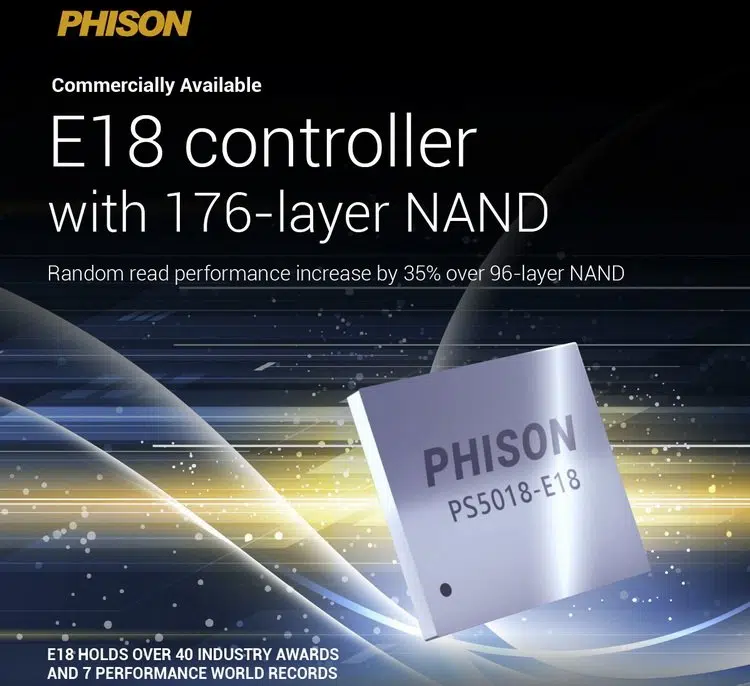 PHISON
Commercially Available
E18 controller
with 176-layer NAND
Random read performance increase by 35% over 96-layer NAND
PHISON
PS5018-E18
E18 HOLDS OVER 40 INDUSTRY AWARDS
AND 7 PERFORMANCE WORLD RECORDS